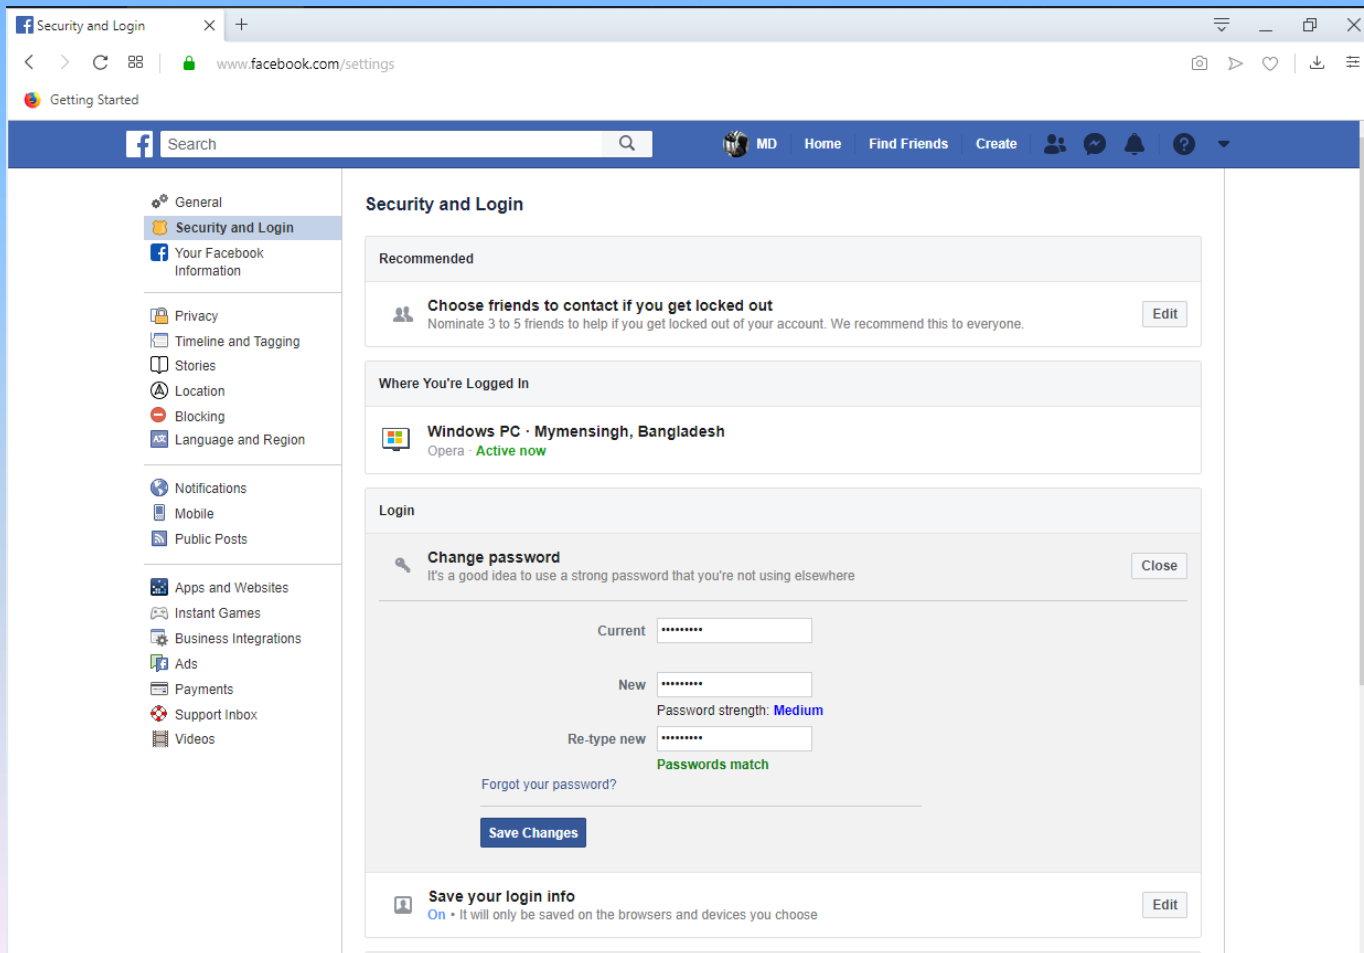 Security and Login
www.facebook.com/settings
Getting Started
Search
MD
Home
Find Friends
Create
General
Security and Login
Your Facebook
Information
Privacy
Timeline and Tagging
Stories
Location
Blocking
Language and Region
Notifications
Mobile
Public Posts
Apps and Websites
Instant Games
Business Integrations
Ads
Payments
Support Inbox
Videos
Security and Login
Recommended
Choose friends to contact if you get locked out
Nominate 3 to 5 friends to help if you get locked out of your account. We recommend this to everyone.
Edit
Where You're Logged In
Windows PC · Mymensingh, Bangladesh
Opera · Active now
Login
Change password
It's a good idea to use a strong password that you're not using elsewhere
Close
Current •••••••••
New •••••••••
Password strength: Medium
Re-type new •••••••••
Passwords match
Forgot your password?
Save Changes
Save your login info
On • It will only be saved on the browsers and devices you choose
Edit